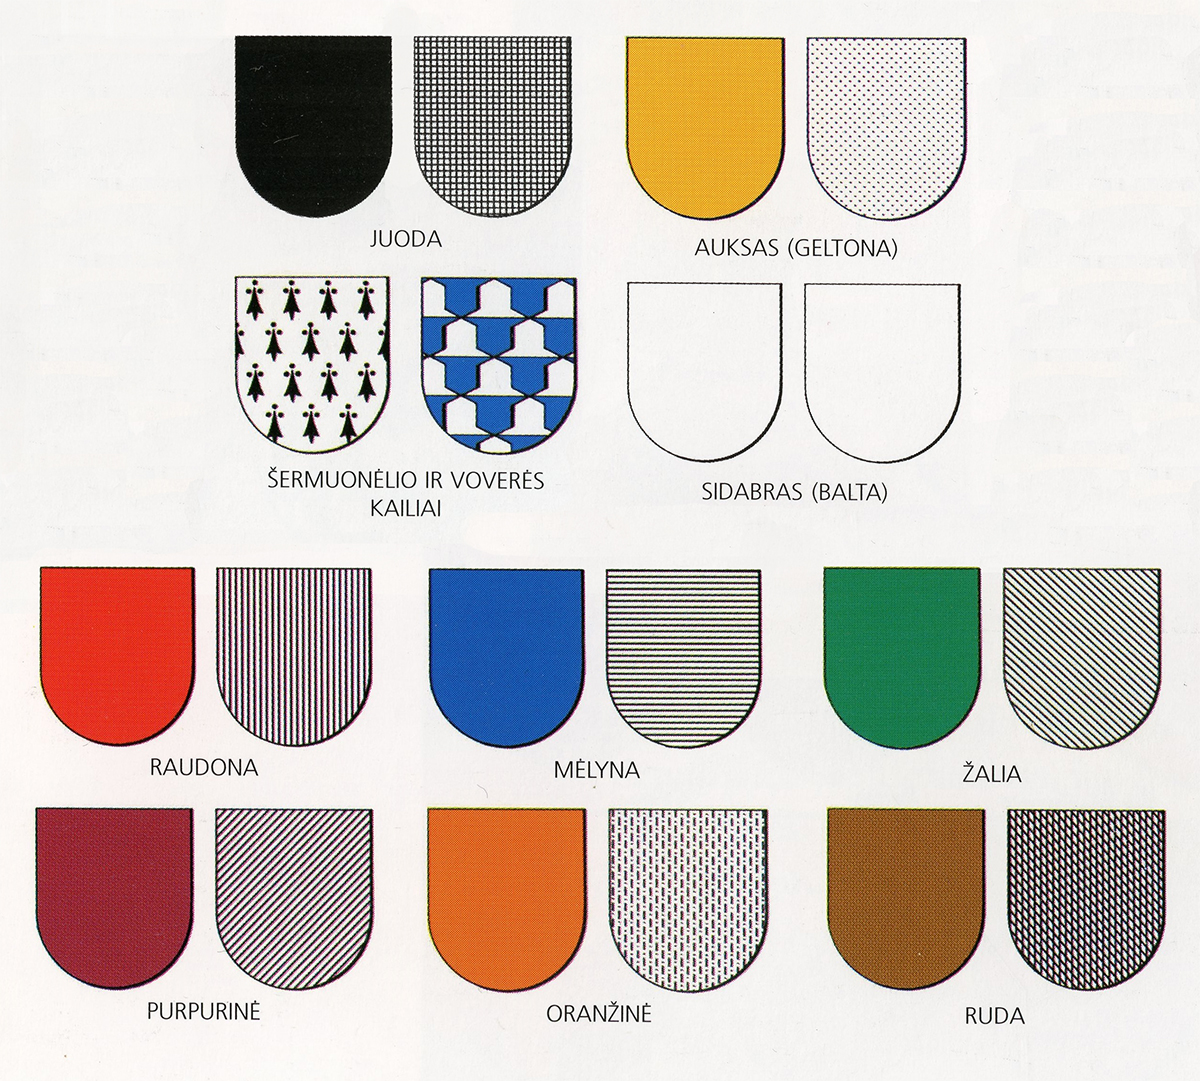 JUODA
AUKSAS (GELTONA)
ŠERMUONĖLIO IR VOVERĖS
KAILIAI
SIDABRAS (BALTA)
RAUDONA
MĖLYNA
ŽALIA
PURPURINĖ
ORANŽINĖ
RUDA